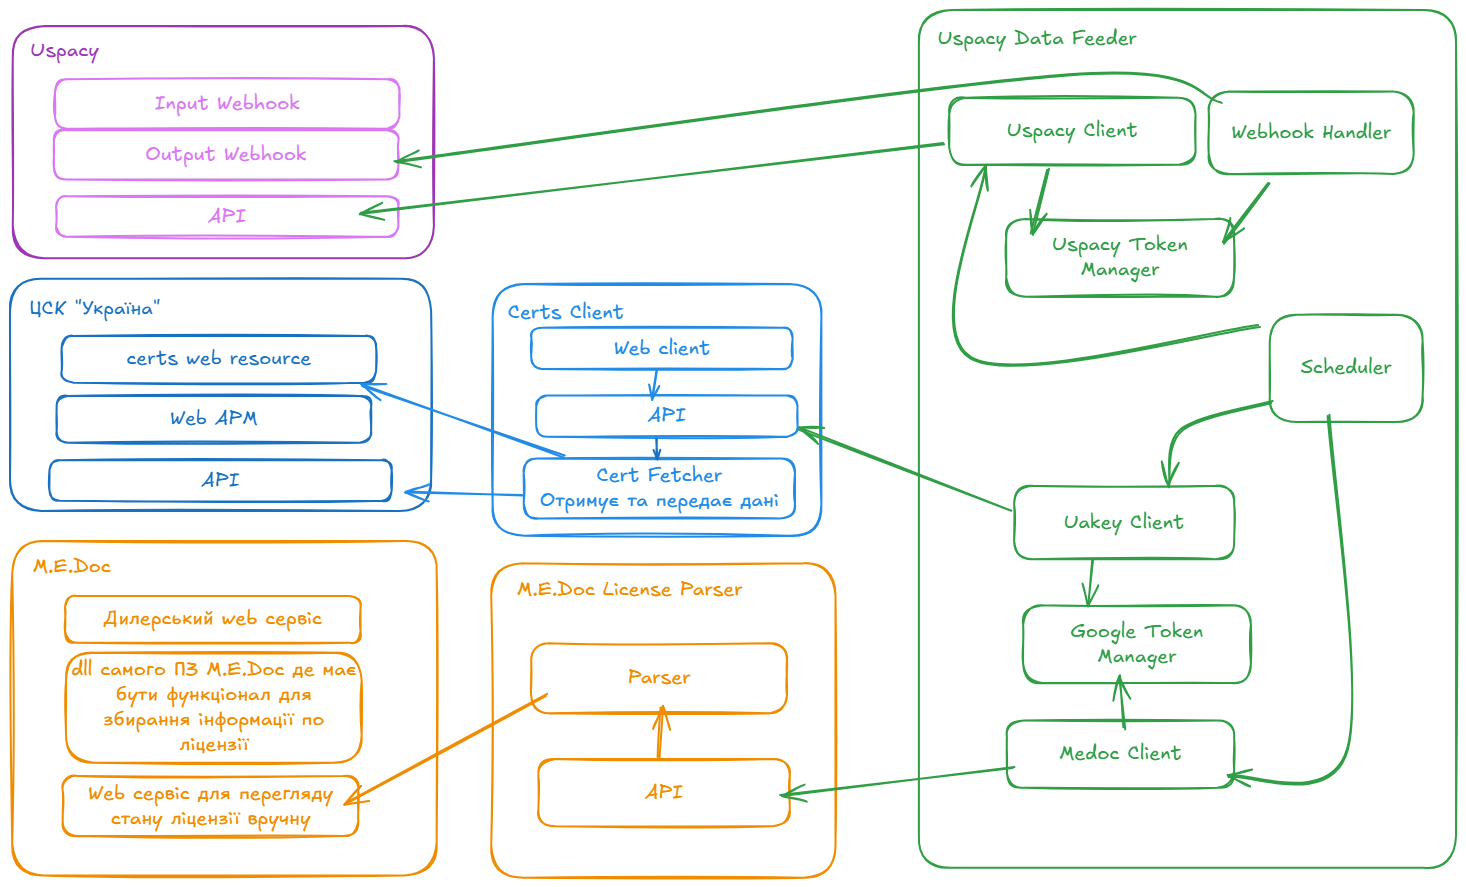 Uspacy
Input Webhook
Output Webhook
API
ЦСК "Україна"
certs web resource
Web АРМ
API
M.E.Doc
Дилерський web сервіс
dll самого ПЗ M.E.Doc де має
бути функціонал для
збирання інформації по
ліцензії
Web сервіс для перегляду
стану ліцензії вручну
Certs Client
Web client
API
Cert Fetcher
Отримує та передає дані
M.E.Doc License Parser
Parser
API
Uspacy Data Feeder
Uspacy Client
Webhook Handler
Uspacy Token
Manager
Scheduler
Uakey Client
Google Token
Manager
Medoc Client